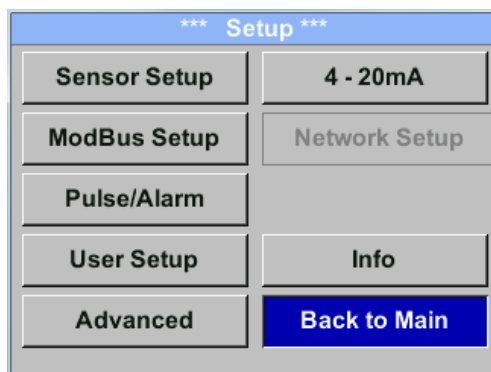 *** Setup ***
Sensor Setup
4 - 20mA
ModBus Setup
Network Setup
Pulse/Alarm
User Setup
Info
Advanced
Back to Main